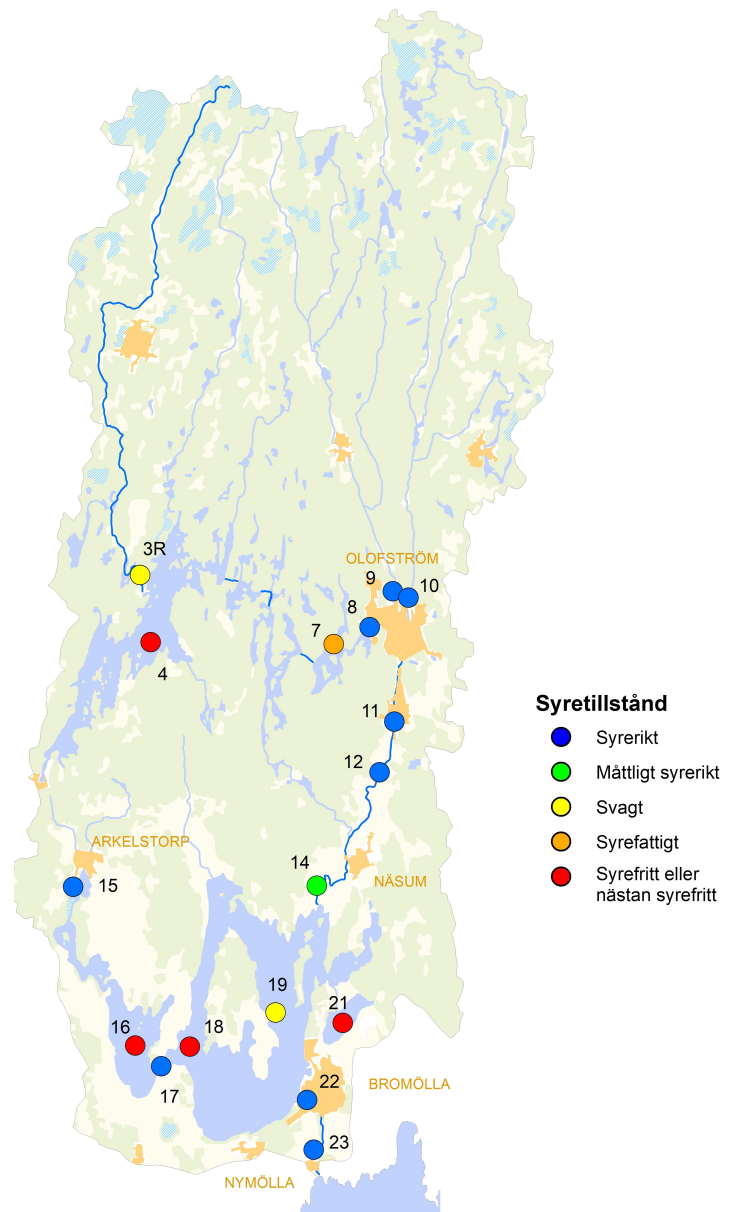 3R
OLOFSTRÖM
9
10
8
7
4
11
12
ARKELSTORP
14
NÄSUM
15
19
21
16
18
17
22
BROMÖLLA
23
NYMÖLLA
Syretillstånd
Syrerikt
Måttligt syrerikt
Svagt
Syrefattigt
Syrefritt eller
nästan syrefritt